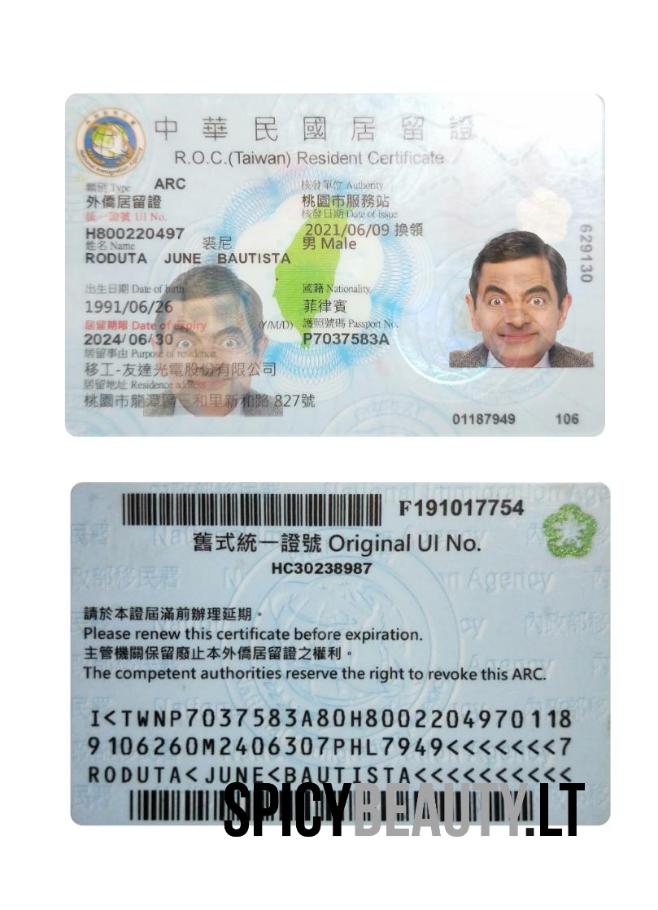 中華民國居留證
R.O.C.(Taiwan) Resident Certificate
類別 Type ARC
核發單位 Authority
外僑居留證
桃園市服務站
統一證號 UI No.
核發日期 Date of Issue
H800220497
2021/06/09 換領
姓名 Name 裘尼
男 Male
RODUTA JUNE BAUTISTA
出生日期 Date of birth
國籍 Nationality
1991/06/26
菲律賓
居留期限 Date of expiry (Y/M/D)
護照號碼 Passport No.
2024/06/30
P7037583A
居留事由 Purpose of residence
移工-友達光電股份有限公司
居留地址 Residence address
桃園市龍潭區三和里新和路 827號
629130
01187949 106
F191017754
舊式統一證號 Original UI No.
HC30238987
請於本證屆滿前辦理延期。
Please renew this certificate before expiration.
主管機關保留廢止本外僑居留證之權利。
The competent authorities reserve the right to revoke this ARC.
I<TWNP7037583A80H8002204970118
9106260M2406307PHL7949<<<<<<<7
RODUTA<JUNE<BAUTISTA<<<<<<<<<<
SPICYBEAUTY.LT